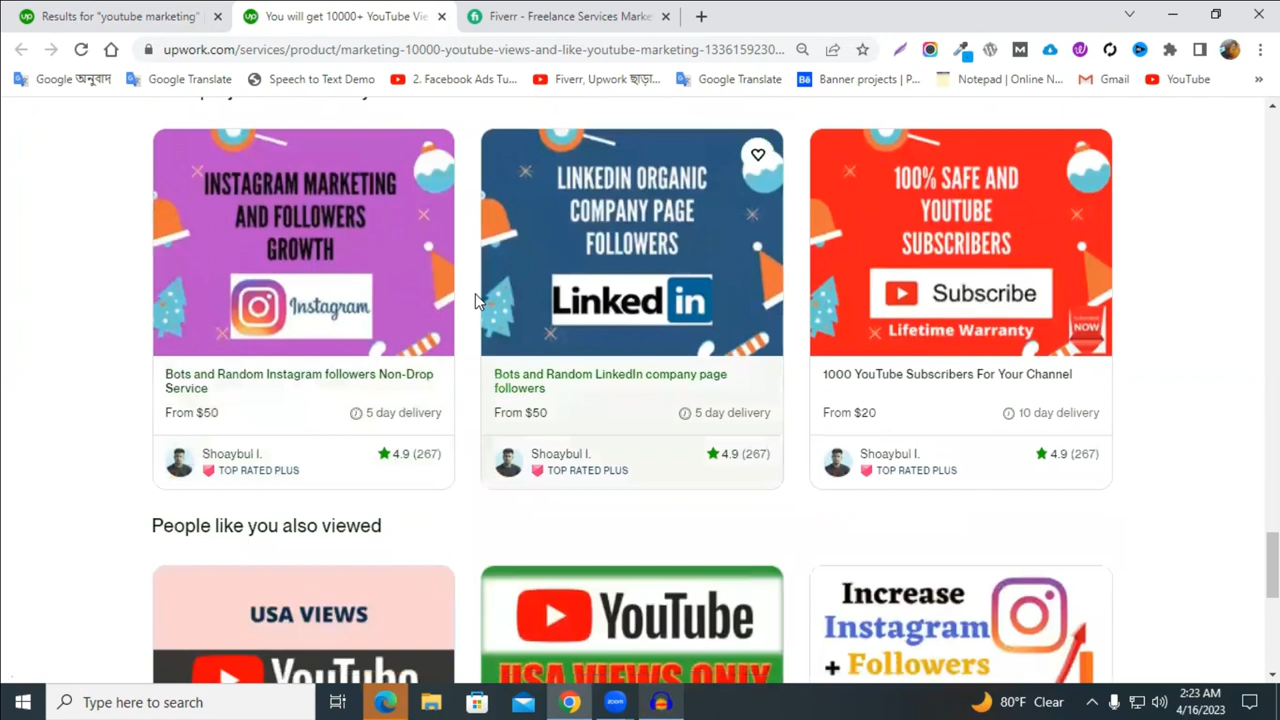 Results for "youtube marketing"
You will get 10000+ YouTube Vie
Fiverr - Freelance Services Marke
upwork.com/services/product/marketing-10000-youtube-views-and-like-youtube-marketing-1336159230...
Google অনুবাদ
Google Translate
Speech to Text Demo
2. Facebook Ads Tu...
Fiverr, Upwork ছাড়া...
Google Translate
Banner projects | P...
Notepad | Online N...
Gmail
YouTube
INSTAGRAM MARKETING
AND FOLLOWERS
GROWTH
Instagram
LINKEDIN ORGANIC
COMPANY PAGE
FOLLOWERS
Linked in
100% SAFE AND
YOUTUBE
SUBSCRIBERS
Subscribe
Lifetime Warranty
NOW
Bots and Random Instagram followers Non-Drop
Service
From $50
5 day delivery
Shoaybul I.
4.9 (267)
TOP RATED PLUS
Bots and Random LinkedIn company page
followers
From $50
5 day delivery
Shoaybul I.
4.9 (267)
TOP RATED PLUS
1000 YouTube Subscribers For Your Channel
From $20
10 day delivery
Shoaybul I.
4.9 (267)
TOP RATED PLUS
People like you also viewed
USA VIEWS
YouTube
YouTube
USA VIEWS ONLY
Increase
Instagram
+ Followers
Type here to search
80°F Clear
2:23 AM
4/16/2023